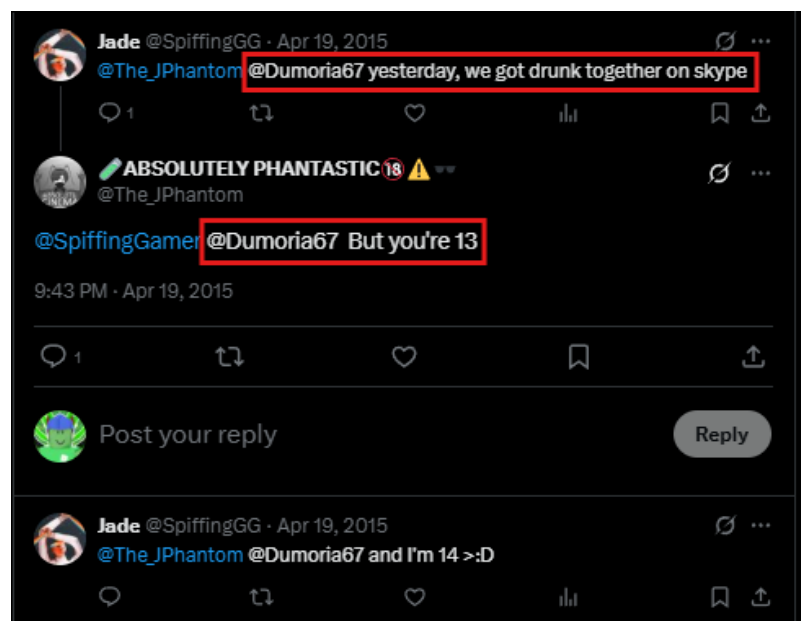 Jade @SpiffingGG · Apr 19, 2015
@The_JPhantom @Dumoria67 yesterday, we got drunk together on skype
1
ABSOLUTELY PHANTASTIC🔞⚠️🕶️
@The_JPhantom
@SpiffingGamer @Dumoria67 But you're 13
9:43 PM · Apr 19, 2015
1
Post your reply
Reply
Jade @SpiffingGG · Apr 19, 2015
@The_JPhantom @Dumoria67 and I'm 14 >:D